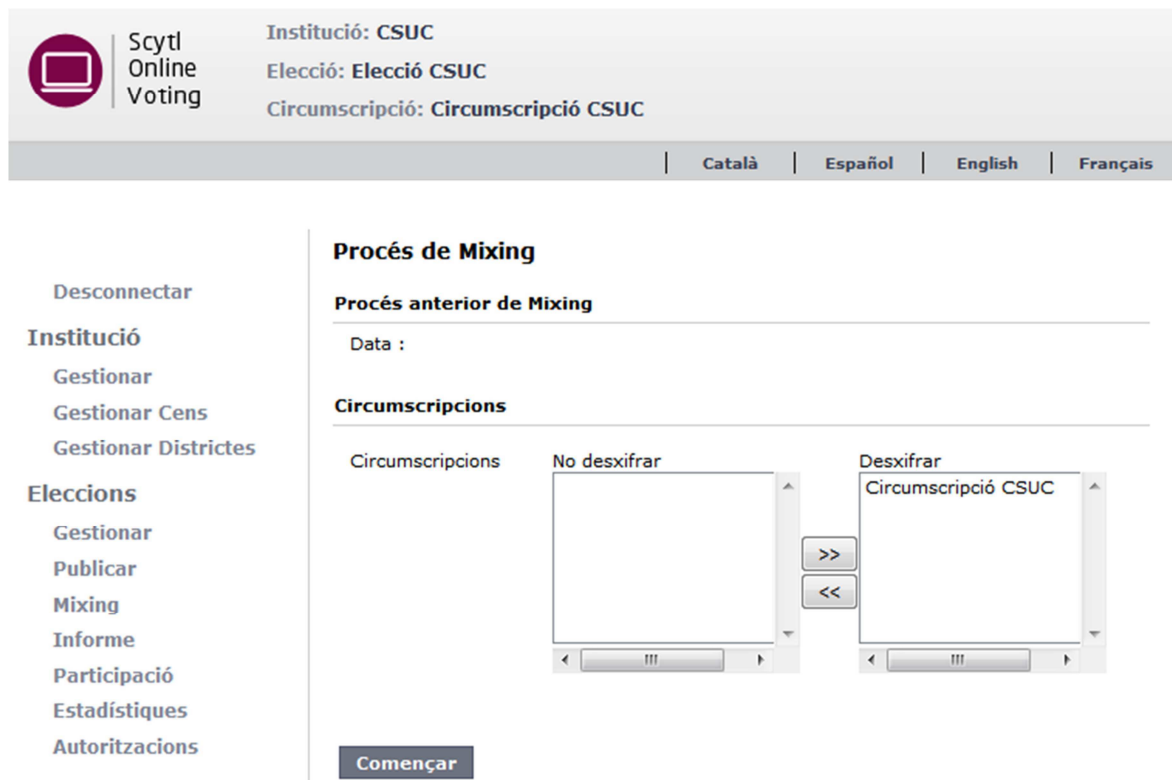 Scytl
Online
Voting
Institució: CSUC
Elecció: Elecció CSUC
Circumscripció: Circumscripció CSUC
| Català | Español | English | Français
Desconnectar
Institució
Gestionar
Gestionar Cens
Gestionar Districtes
Eleccions
Gestionar
Publicar
Mixing
Informe
Participació
Estadístiques
Autoritzacions
Procés de Mixing
Procés anterior de Mixing
Data :
Circumscripcions
Circumscripcions
No desxifrar
Desxifrar
Circumscripció CSUC
>>
<<
Començar